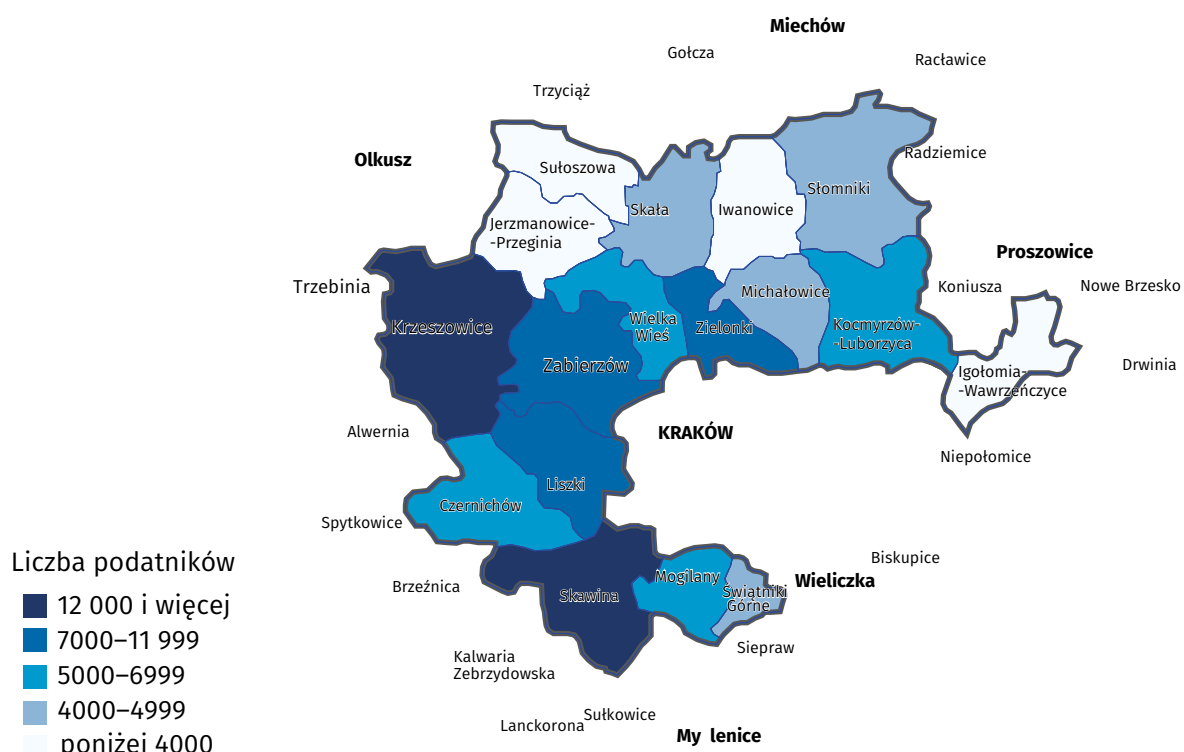 Miechów
Gołcza
Racławice
Trzyciąż
Olkusz
Radziemice
Sułoszowa
Słomniki
Skała
Iwanowice
Jerzmanowice-
-Przeginia
Proszowice
Trzebinia
Koniusza
Nowe Brzesko
Michałowice
Krzeszowice
Wielka
Wieś
Zielonki
Kocmyrzów-
-Luborzyca
Zabierzów
Drwinia
Igołomia-
-Wawrzeńczyce
Alwernia
KRAKÓW
Niepołomice
Liszki
Czernichów
Spytkowice
Biskupice
Brzeźnica
Mogilany
Wieliczka
Skawina
Świątniki
Górne
Siepraw
Kalwaria
Zebrzydowska
Sułkowice
Lanckorona
My lenice
Liczba podatników
12 000 i więcej
7000–11 999
5000–6999
4000–4999
poniżej 4000